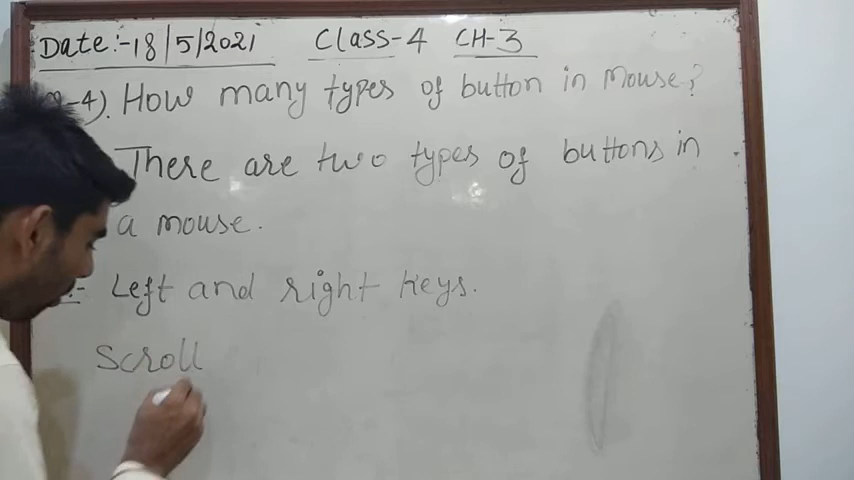 Date:-18/5/2021 Class-4 CH-3
-4). How many types of button in Mouse?
There are two types of buttons in
a mouse.
:- Left and right keys.
Scroll